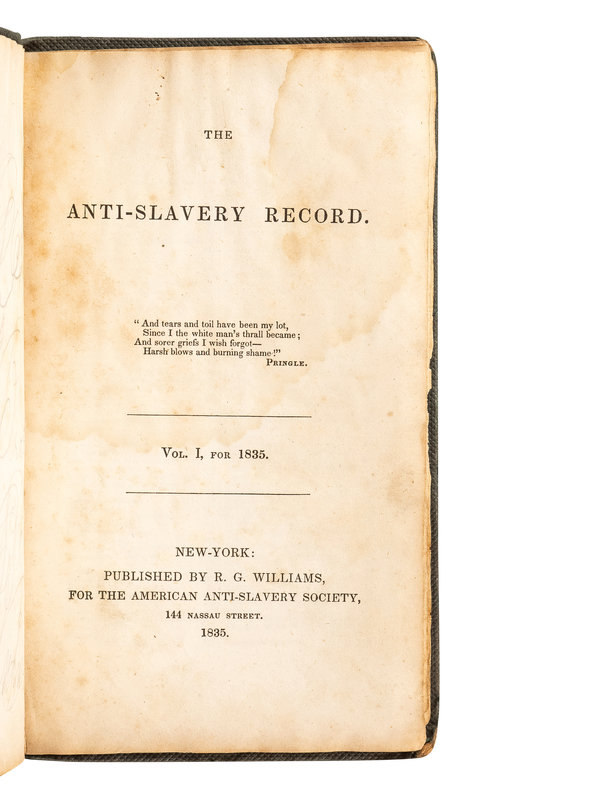 THE
ANTI-SLAVERY RECORD.
“ And tears and toil have been my lot,
Since I the white man's thrall became;
And sorer griefs I wish forgot—
Harsh blows and burning shame!”
PRINGLE.
VOL. I, FOR 1835.
NEW-YORK:
PUBLISHED BY R. G. WILLIAMS,
FOR THE AMERICAN ANTI-SLAVERY SOCIETY,
144 NASSAU STREET.
1835.